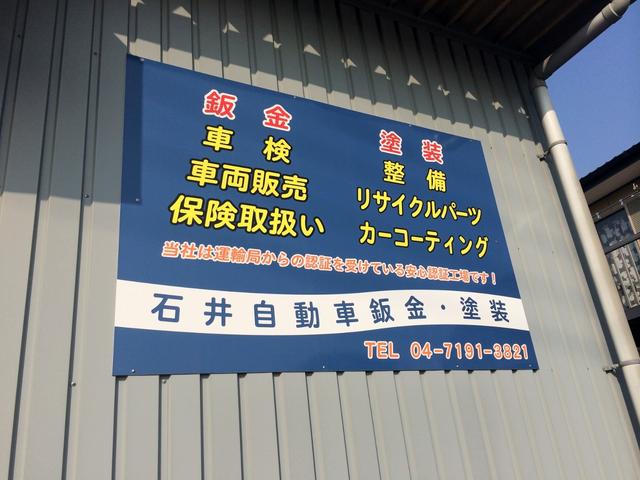 鈑金 塗装
車検 整備
車両販売 リサイクルパーツ
保険取扱い カーコーティング
当社は運輸局からの認証を受けている安心認証工場です！
石井自動車鈑金・塗装
TEL 04-7191-3821